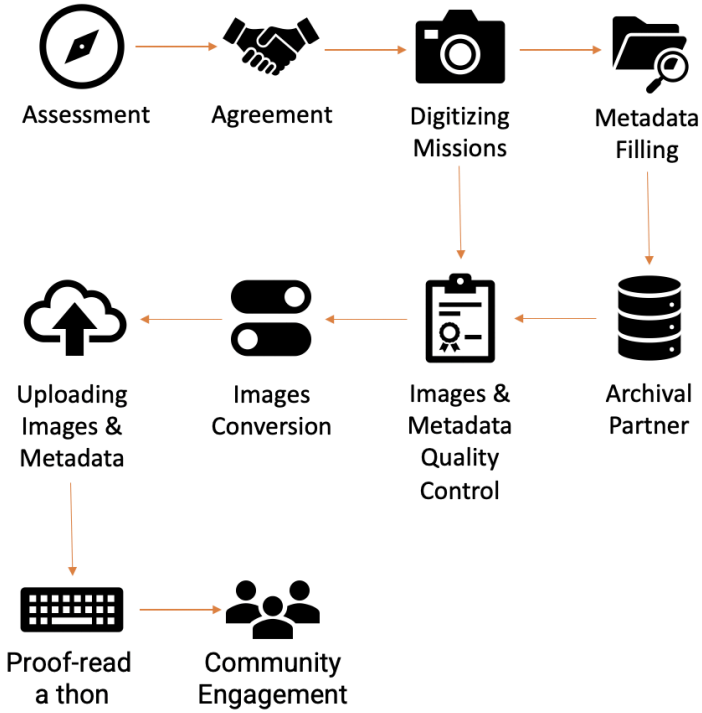 Assessment
Agreement
Digitizing
Missions
Metadata
Filling
Uploading
Images &
Metadata
Images
Conversion
Images &
Metadata
Quality
Control
Archival
Partner
Proof-read
a thon
Community
Engagement